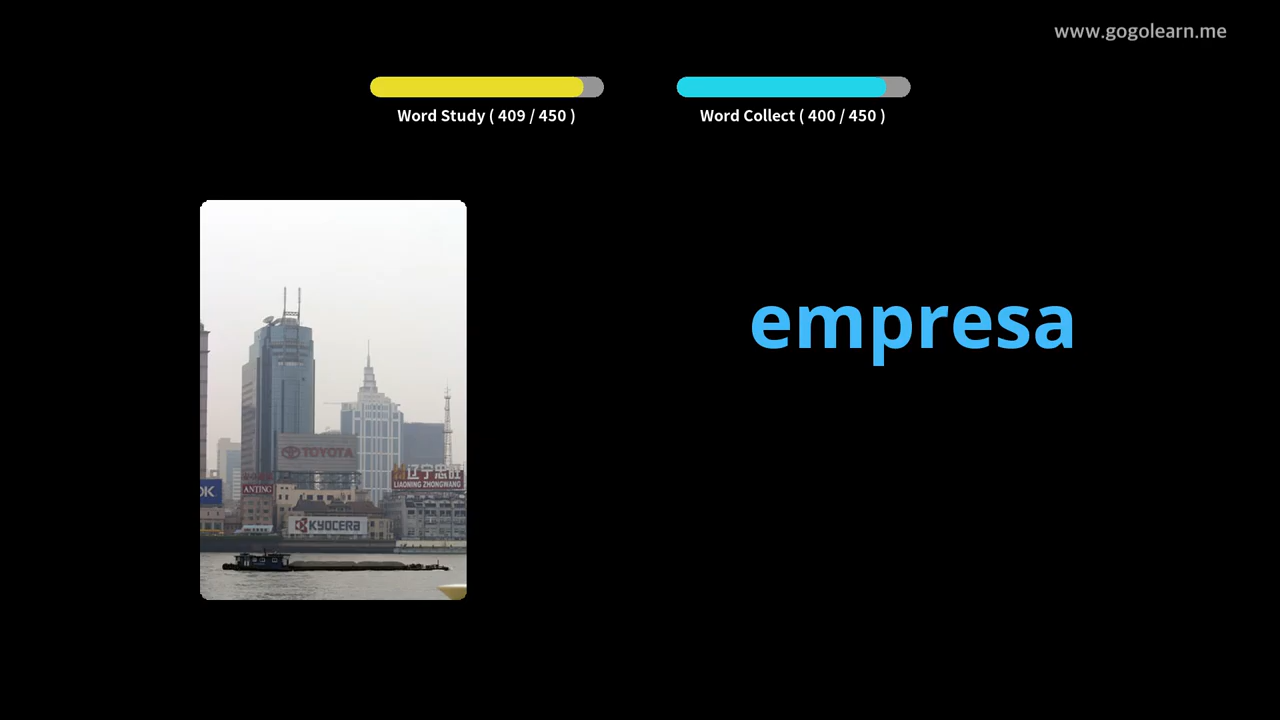 www.gogolearn.me
Word Study ( 409 / 450 )
Word Collect ( 400 / 450 )
empresa
TOYOTA
辽宁忠旺
LIAONING ZHONGWANG
OK
ANTING
KYOCERA